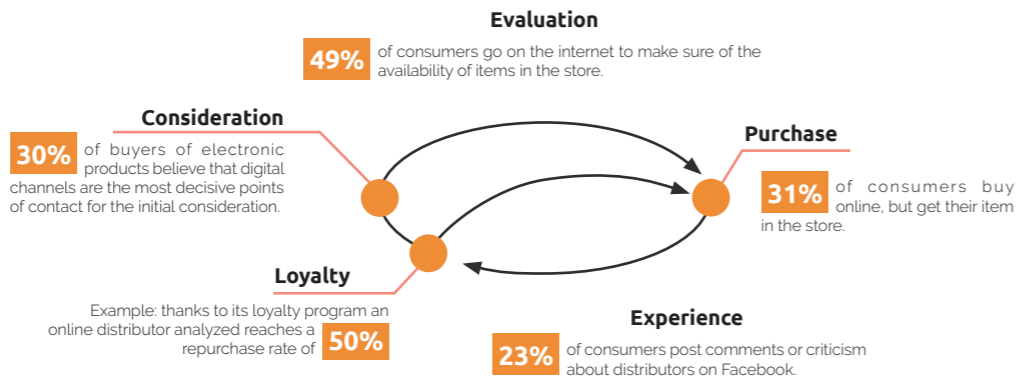 Evaluation
49% of consumers go on the internet to make sure of the
availability of items in the store.
Consideration
30% of buyers of electronic
products believe that digital
channels are the most decisive points
of contact for the initial consideration.
Purchase
31% of consumers buy
online, but get their item
in the store.
Loyalty
Example: thanks to its loyalty program an
online distributor analyzed reaches a
repurchase rate of 50%
Experience
23% of consumers post comments or criticism
about distributors on Facebook.